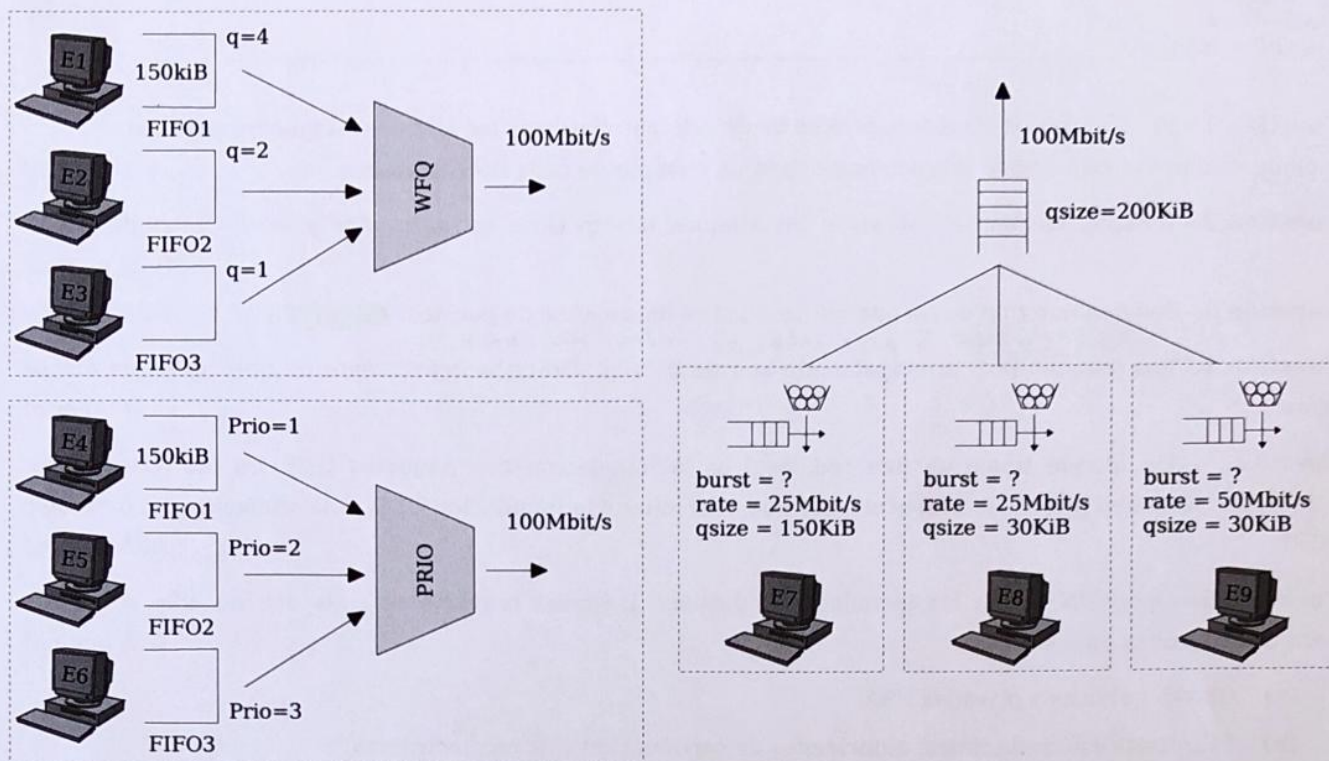 E1
q=4
150kiB
FIFO1
E2
q=2
FIFO2
E3
q=1
FIFO3
WFQ
100Mbit/s
E4
Prio=1
150kiB
FIFO1
E5
Prio=2
FIFO2
E6
Prio=3
FIFO3
PRIO
100Mbit/s
100Mbit/s
qsize=200KiB
burst = ?
rate = 25Mbit/s
qsize = 150KiB
E7
burst = ?
rate = 25Mbit/s
qsize = 30KiB
E8
burst = ?
rate = 50Mbit/s
qsize = 30KiB
E9